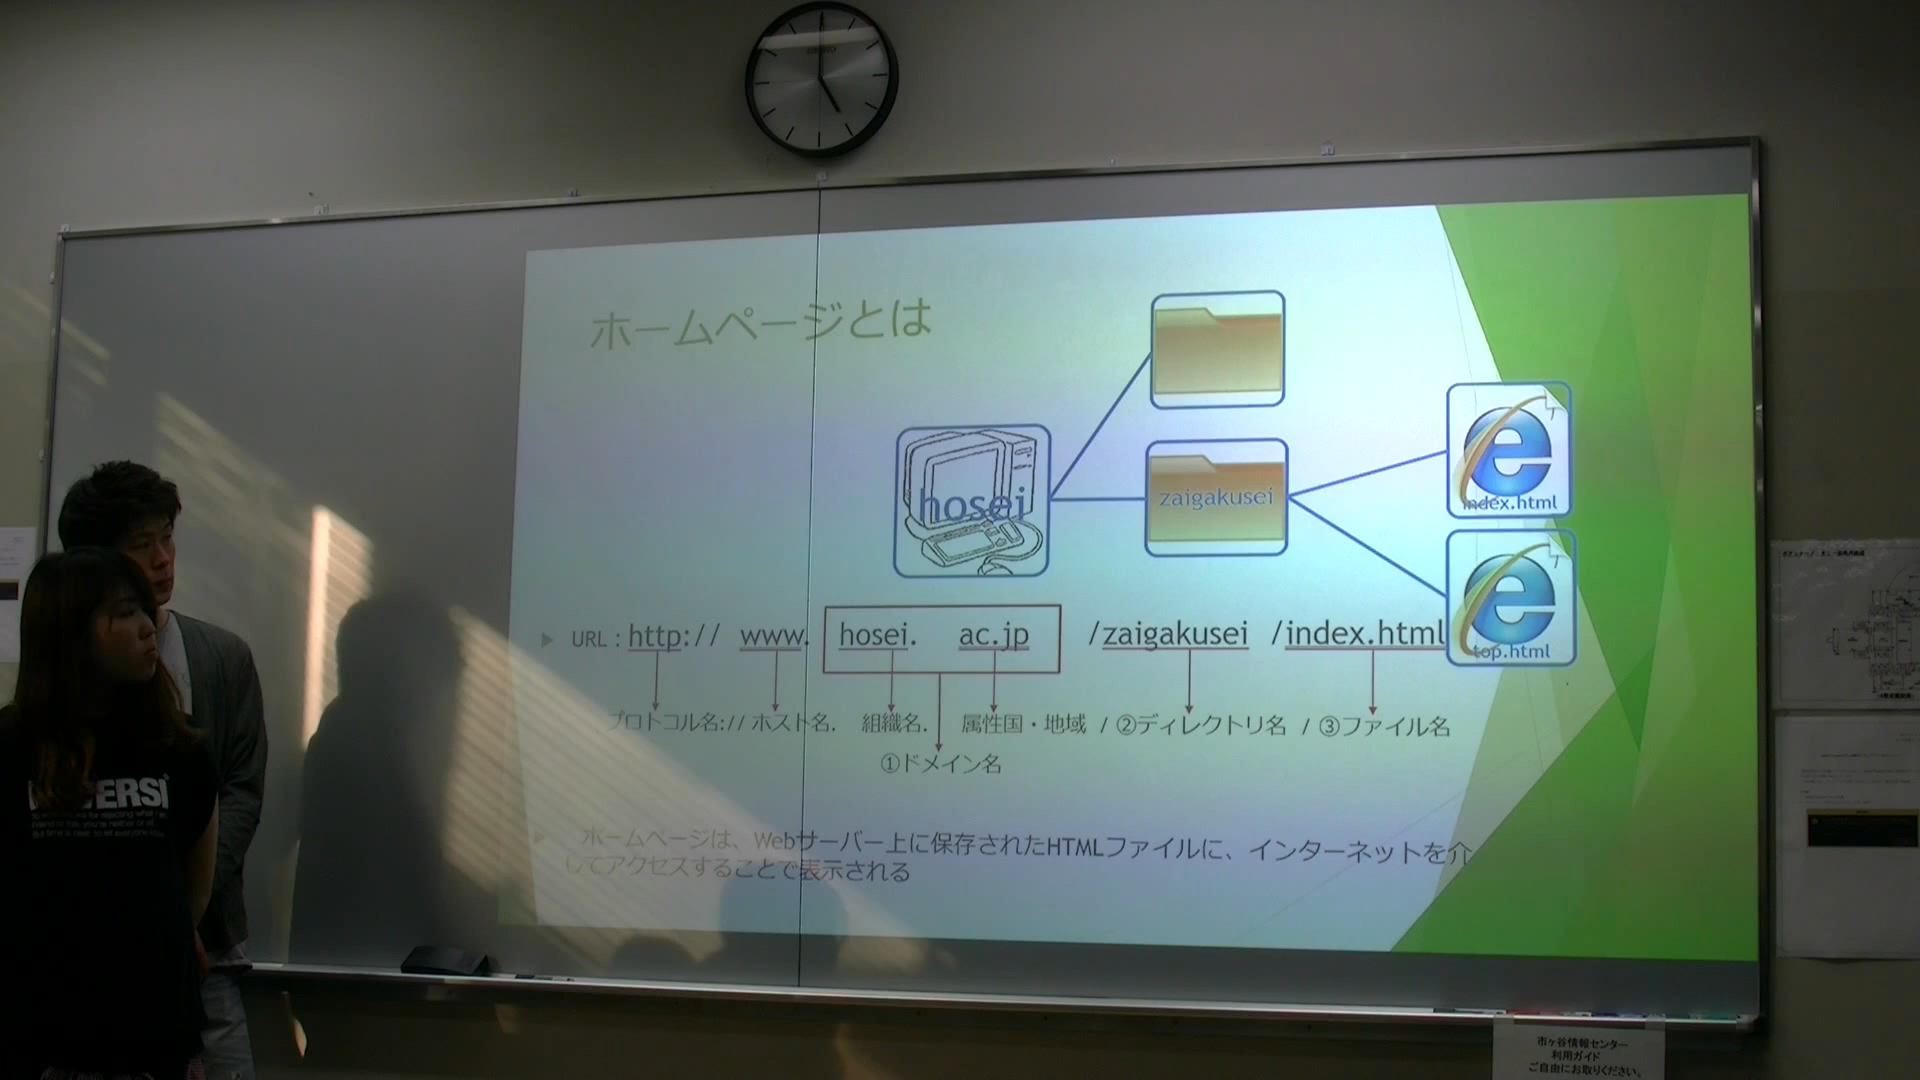 SEIKO
ホームページとは
hosei
zaigakusei
index.html
top.html
URL：http:// www. hosei. ac.jp /zaigakusei /index.html
プロトコル名:// ホスト名. 組織名. 属性国・地域 / ②ディレクトリ名 / ③ファイル名
①ドメイン名
ホームページは、Webサーバー上に保存されたHTMLファイルに、インターネットを介
してアクセスすることで表示される
市ヶ谷情報センター
利用ガイド
ご自由にお取りください。